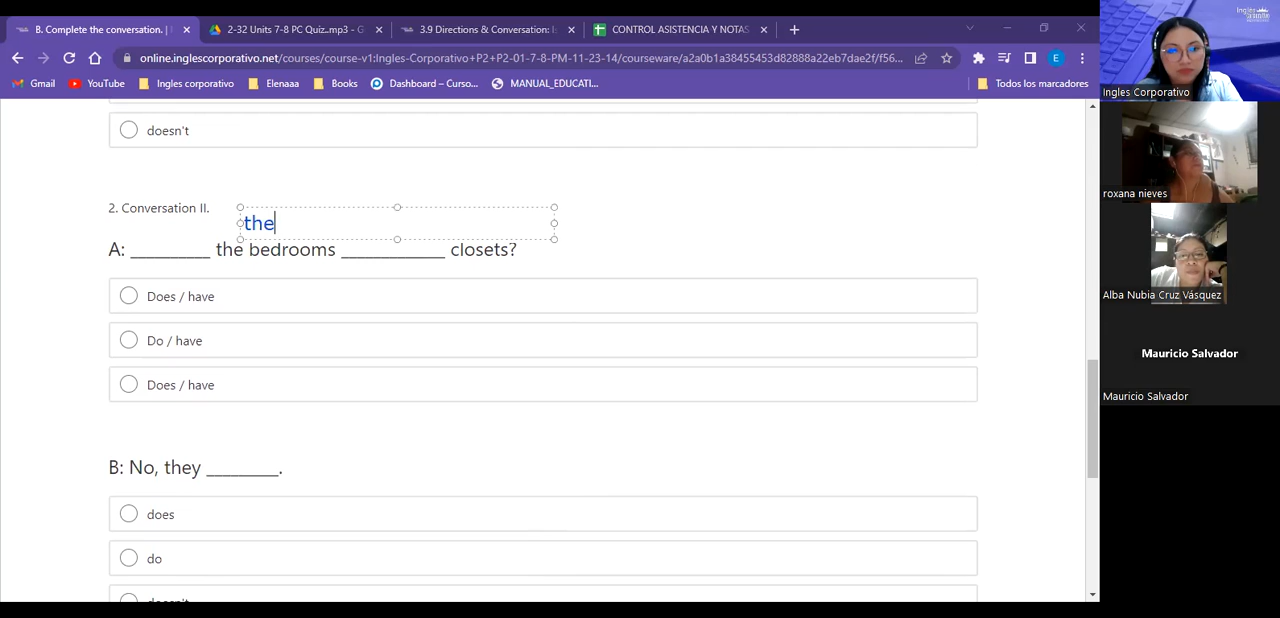 B. Complete the conversation. |
2-32 Units 7-8 PC Quiz..mp3 - G
3.9 Directions & Conversation: I
CONTROL ASISTENCIA Y NOTAS
online.inglescorporativo.net/courses/course-v1:Ingles-Corporativo+P2+P2-01-7-8-PM-11-23-14/courseware/a2a0b1a38455453d82888a22eb7dae2f/f56...
E
Gmail
YouTube
Ingles corporativo
Elenaaa
Books
Dashboard – Curso...
MANUAL_EDUCATI...
Todos los marcadores
doesn't
2. Conversation II.
the
A: __________ the bedrooms _____________ closets?
Does / have
Do / have
Does / have
B: No, they _________.
does
do
Ingles Corporativo
roxana nieves
Alba Nubia Cruz Vásquez
Mauricio Salvador
Mauricio Salvador